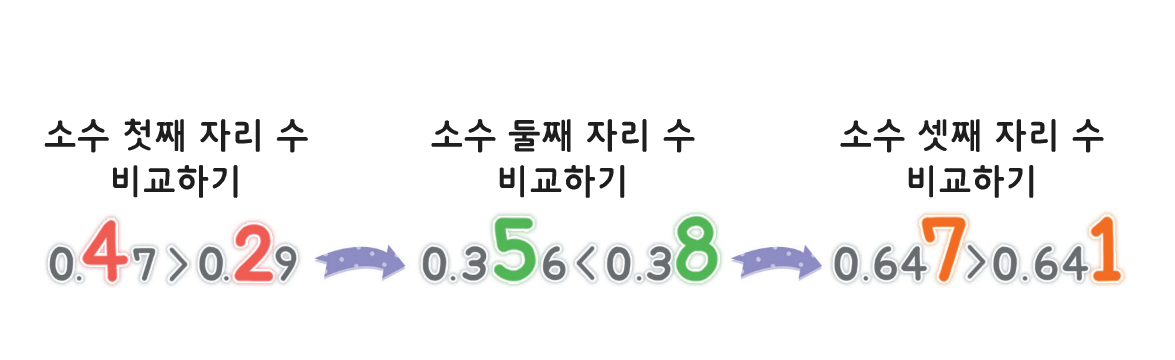 소수 첫째 자리 수
비교하기
0.47>0.29
소수 둘째 자리 수
비교하기
0.356<0.38
소수 셋째 자리 수
비교하기
0.647>0.641